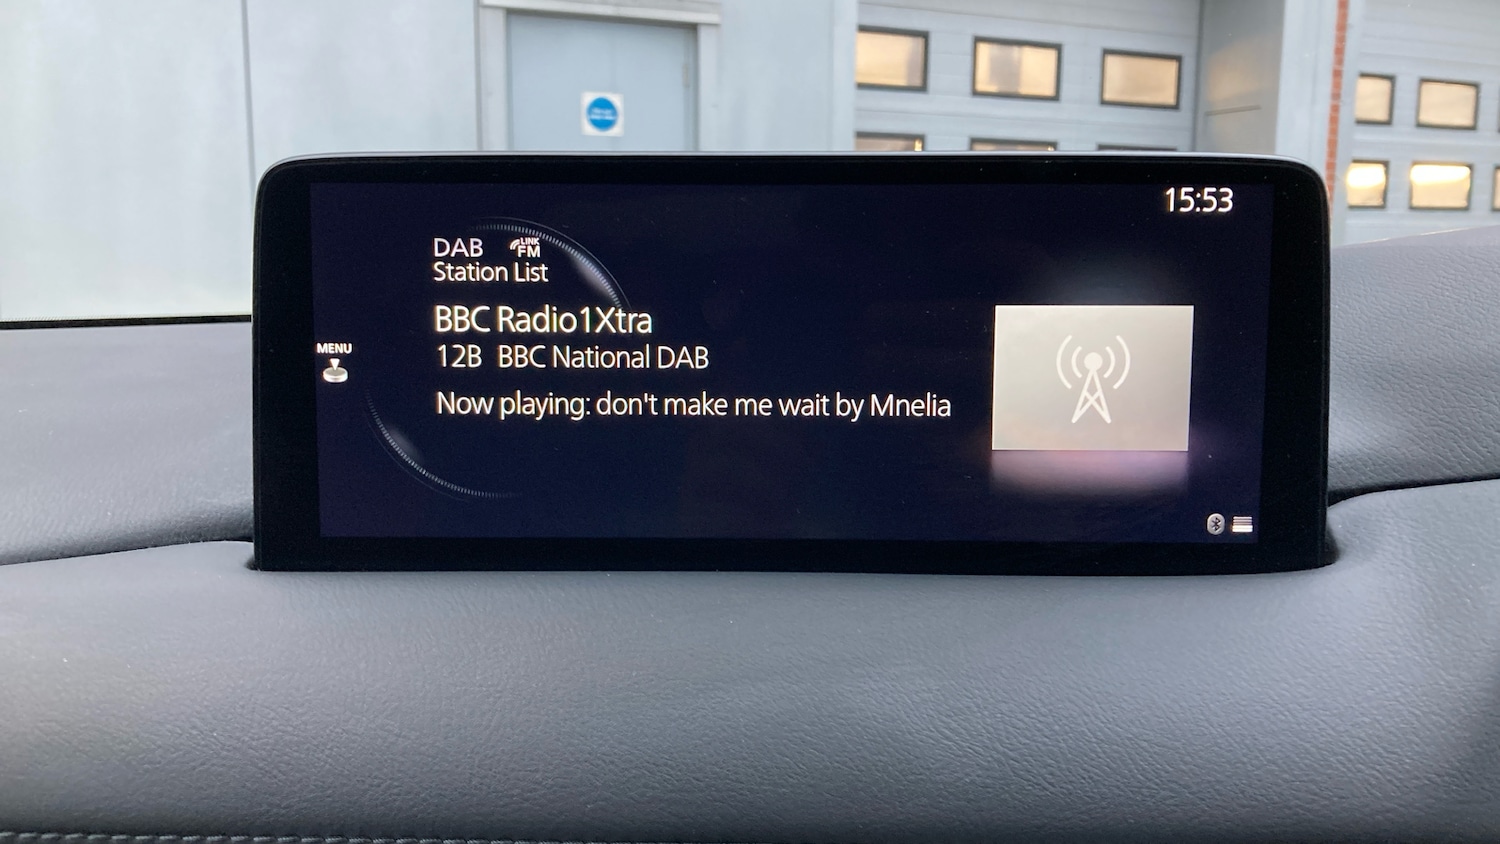 15:53
DAB LINK FM
Station List
BBC Radio1Xtra
MENU
12B BBC National DAB
Now playing: don't make me wait by Mnelia